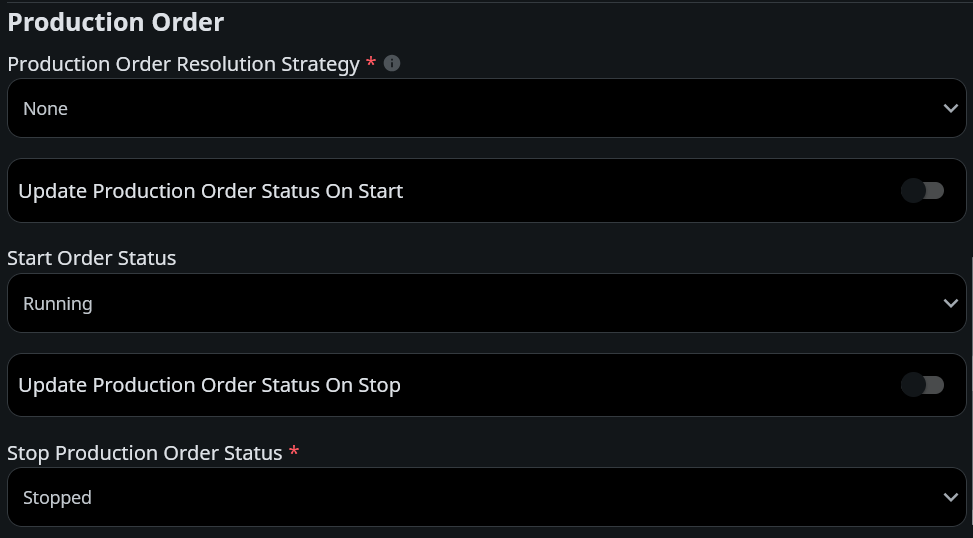 Production Order
Production Order Resolution Strategy *
None
Update Production Order Status On Start
Start Order Status
Running
Update Production Order Status On Stop
Stop Production Order Status *
Stopped